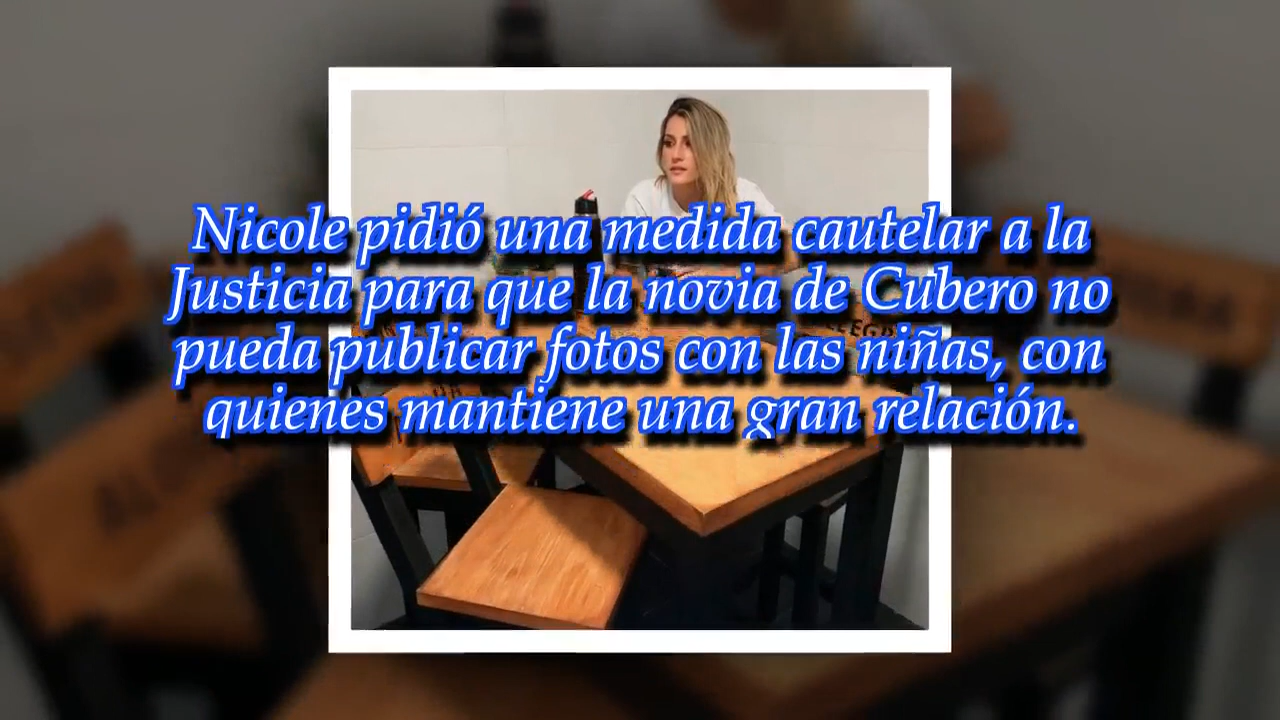 Nicole pidió una medida cautelar a la
Justicia para que la novia de Cubero no
pueda publicar fotos con las niñas, con
quienes mantiene una gran relación.